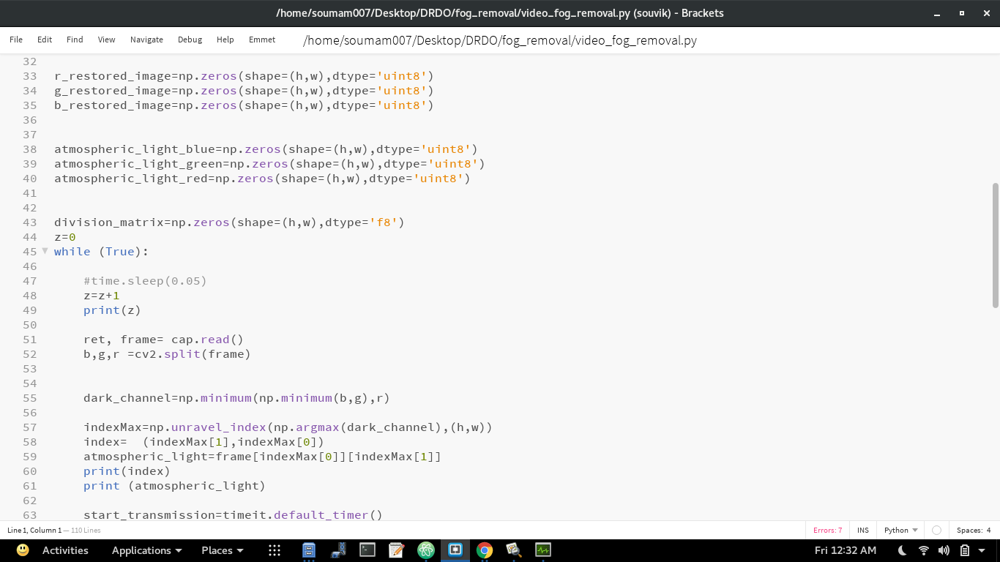 /home/soumam007/Desktop/DRDO/fog_removal/video_fog_removal.py (souvik) - Brackets
File Edit Find View Navigate Debug Help Emmet /home/soumam007/Desktop/DRDO/fog_removal/video_fog_removal.py
32
33 r_restored_image=np.zeros(shape=(h,w),dtype='uint8')
34 g_restored_image=np.zeros(shape=(h,w),dtype='uint8')
35 b_restored_image=np.zeros(shape=(h,w),dtype='uint8')
36
37
38 atmospheric_light_blue=np.zeros(shape=(h,w),dtype='uint8')
39 atmospheric_light_green=np.zeros(shape=(h,w),dtype='uint8')
40 atmospheric_light_red=np.zeros(shape=(h,w),dtype='uint8')
41
42
43 division_matrix=np.zeros(shape=(h,w),dtype='f8')
44 z=0
45 while (True):
46
47     #time.sleep(0.05)
48     z=z+1
49     print(z)
50
51     ret, frame= cap.read()
52     b,g,r =cv2.split(frame)
53
54
55     dark_channel=np.minimum(np.minimum(b,g),r)
56
57     indexMax=np.unravel_index(np.argmax(dark_channel),(h,w))
58     index=  (indexMax[1],indexMax[0])
59     atmospheric_light=frame[indexMax[0]][indexMax[1]]
60     print(index)
61     print (atmospheric_light)
62
63     start_transmission=timeit.default_timer()
Line 1, Column 1 — 110 Lines Errors: 7 INS Python Spaces: 4
Activities Applications Places Fri 12:32 AM